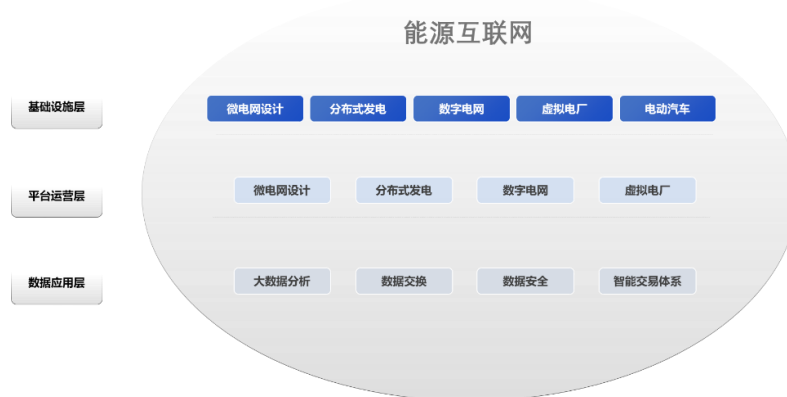 能源互联网
基础设施层
微电网设计 分布式发电 数字电网 虚拟电厂 电动汽车
平台运营层
微电网设计 分布式发电 数字电网 虚拟电厂
数据应用层
大数据分析 数据交换 数据安全 智能交易体系